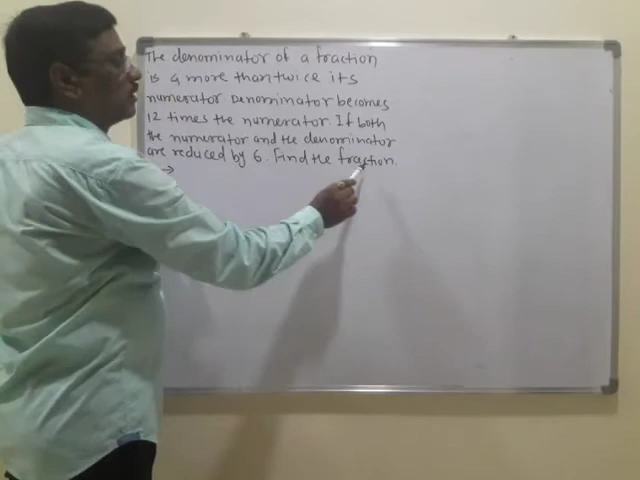 The denominator of a fraction
is 4 more than twice its
numerator Denominator becomes
12 times the numerator. If both
the numerator and the denominator
are reduced by 6. Find the fraction.
→